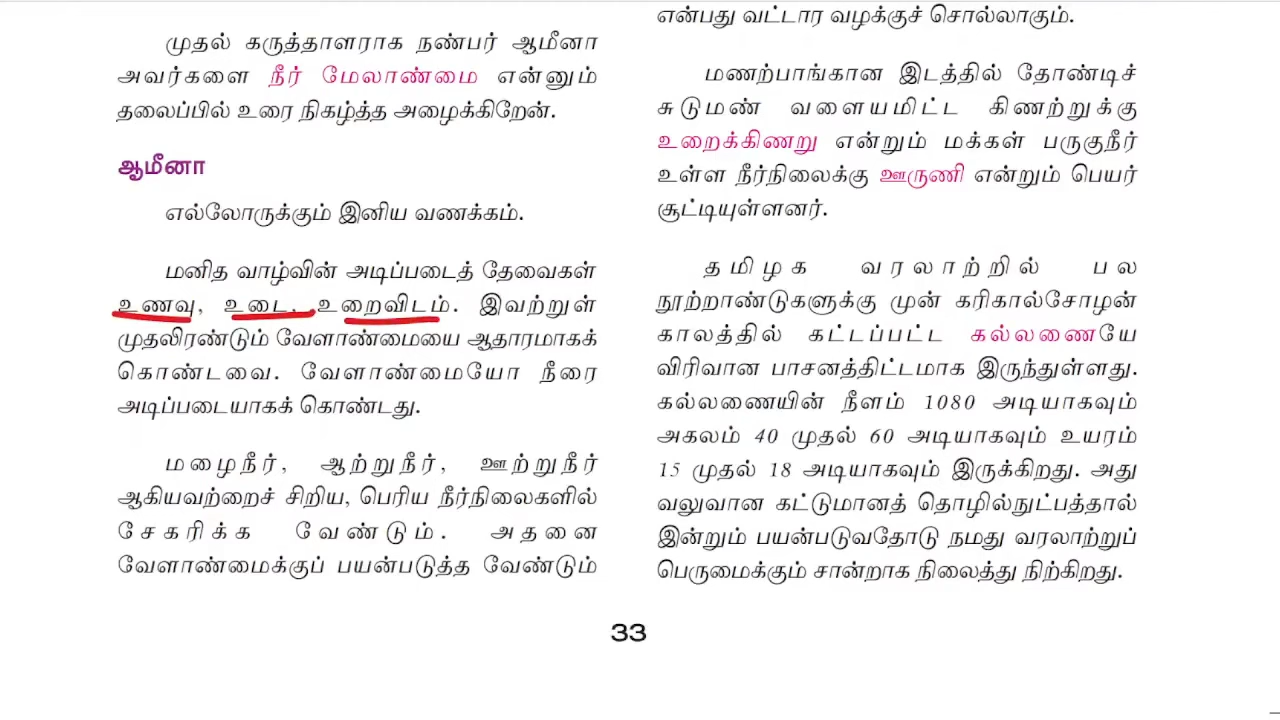 முதல் கருத்தாளராக நண்பர் ஆமீனா
அவர்களை நீர் மேலாண்மை என்னும்
தலைப்பில் உரை நிகழ்த்த அழைக்கிறேன்.
ஆமீனா
எல்லோருக்கும் இனிய வணக்கம்.
மனித வாழ்வின் அடிப்படைத் தேவைகள்
உணவு, உடை, உறைவிடம். இவற்றுள்
முதலிரண்டும் வேளாண்மையை ஆதாரமாகக்
கொண்டவை. வேளாண்மையோ நீரை
அடிப்படையாகக் கொண்டது.
மழைநீர், ஆற்றுநீர், ஊற்றுநீர்
ஆகியவற்றைச் சிறிய, பெரிய நீர்நிலைகளில்
சேகரிக்க வேண்டும். அதனை
வேளாண்மைக்குப் பயன்படுத்த வேண்டும்
என்பது வட்டார வழக்குச் சொல்லாகும்.
மணற்பாங்கான இடத்தில் தோண்டிச்
சுடுமண் வளையமிட்ட கிணற்றுக்கு
உறைக்கிணறு என்றும் மக்கள் பருகுநீர்
உள்ள நீர்நிலைக்கு ஊருணி என்றும் பெயர்
சூட்டியுள்ளனர்.
தமிழக வரலாற்றில் பல
நூற்றாண்டுகளுக்கு முன் கரிகால்சோழன்
காலத்தில் கட்டப்பட்ட கல்லணையே
விரிவான பாசனத்திட்டமாக இருந்துள்ளது.
கல்லணையின் நீளம் 1080 அடியாகவும்
அகலம் 40 முதல் 60 அடியாகவும் உயரம்
15 முதல் 18 அடியாகவும் இருக்கிறது. அது
வலுவான கட்டுமானத் தொழில்நுட்பத்தால்
இன்றும் பயன்படுவதோடு நமது வரலாற்றுப்
பெருமைக்கும் சான்றாக நிலைத்து நிற்கிறது.
33